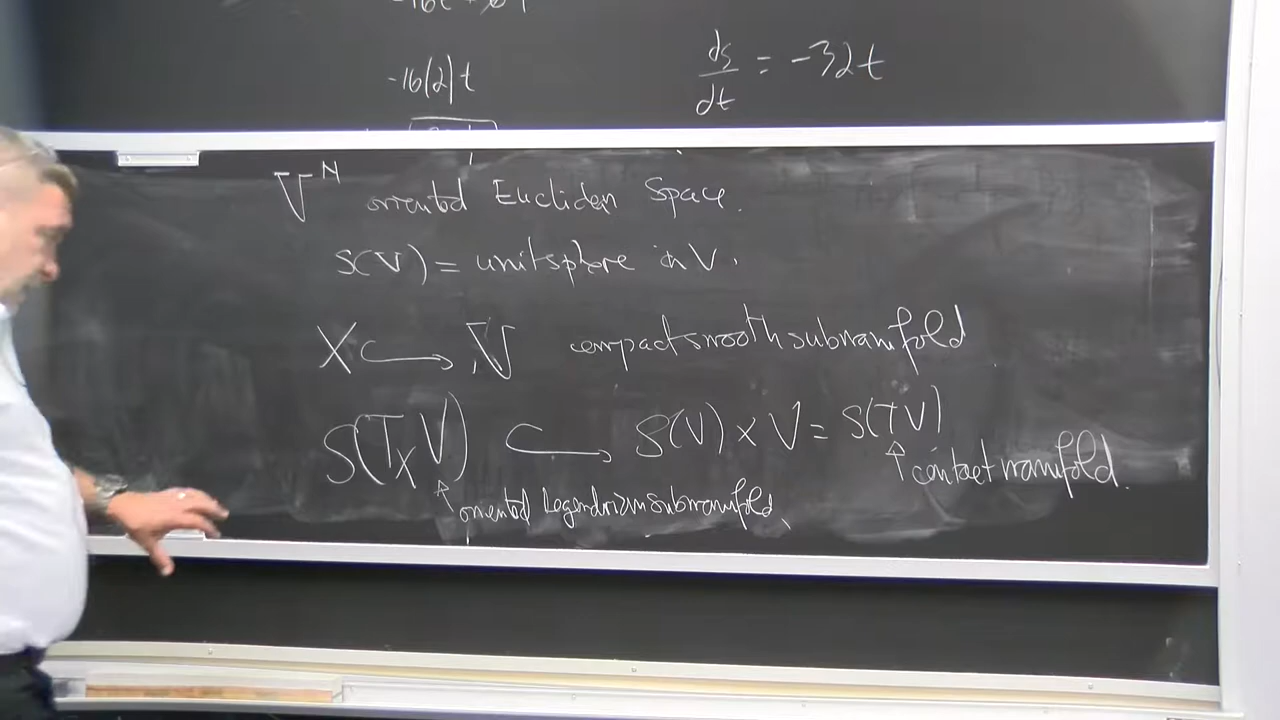 -16(2)t
ds/dt = -32t
V^N oriented Euclidean Space.
S(V) = unit sphere in V.
X ↪ V compact smooth submanifold
S(T_X V) ↪ S(V) × V = S(TV)
↑ contact manifold.
↑ oriented Legendrian submanifold